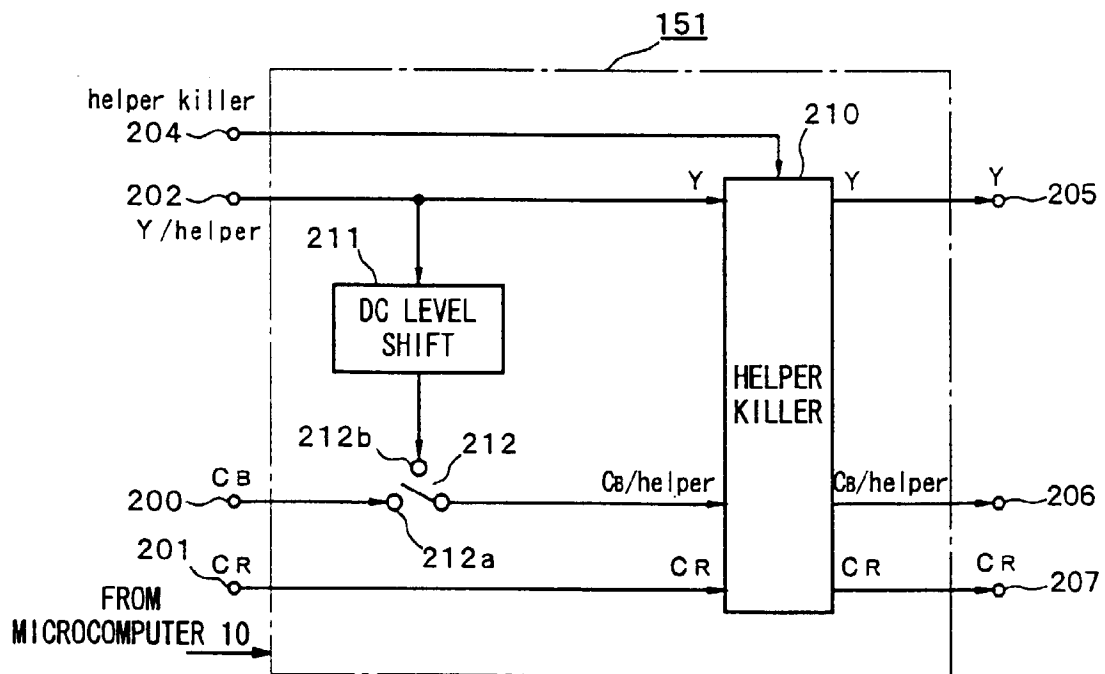 151
helper killer
204
210
202
Y
Y
Y
205
Y/helper
211
DC LEVEL
SHIFT
HELPER
KILLER
212b
212
CB
CB/helper
CB/helper
200
206
212a
201
CR
CR
CR
CR
207
FROM
MICROCOMPUTER 10